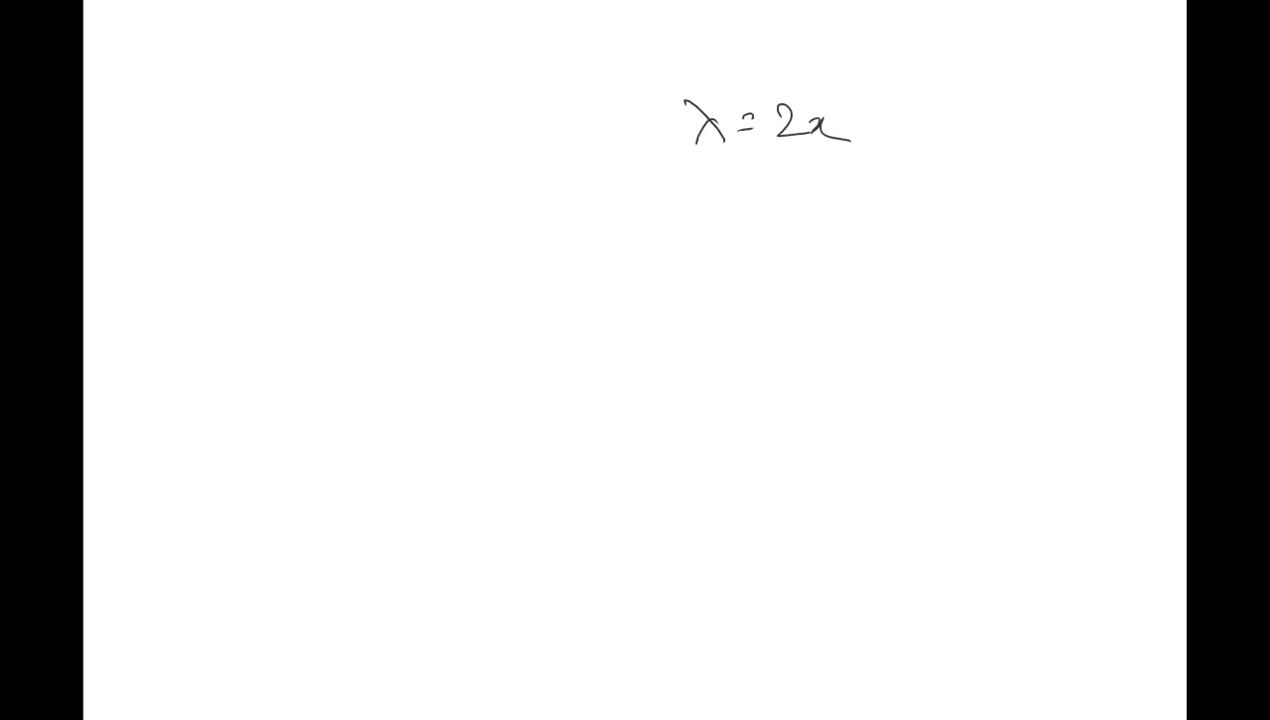 λ = 2x